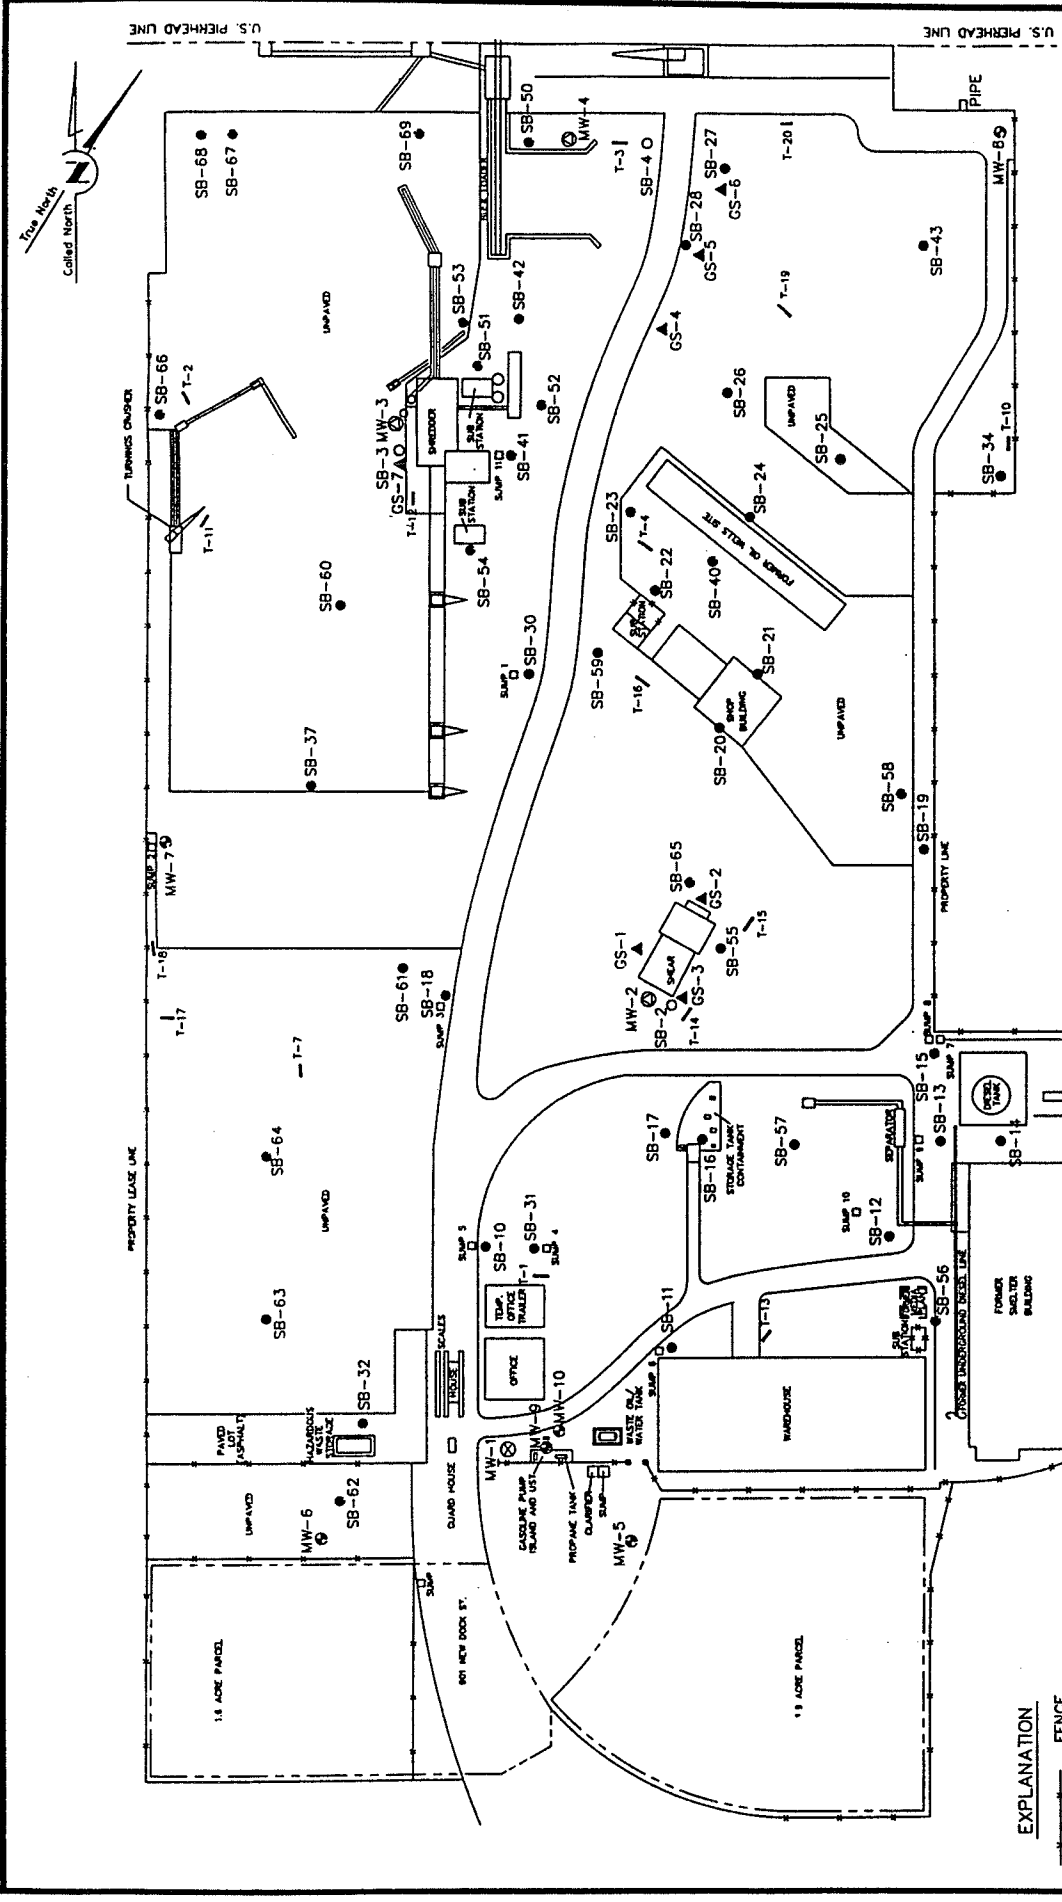 U.S. PIERHEAD LINE
U.S. PIERHEAD LINE
True North
Called North
N
PIPE
SB-68
SB-67
SB-69
SB-50
MW-4
T-3
SB-4
SB-27
GS-6
T-20
MW-8
SB-28
GS-5
SB-43
UNPAVED
SB-53
SB-51
SB-42
GS-4
T-19
TURNINGS CRUSHER
SB-66
T-2
SB-3
MW-3
GS-7
SHREDDER
SUB STATION
SB-52
SUMP 11
SB-41
SB-26
UNPAVED
SB-25
T-10
SB-34
T-11
T-12
SUB STATION
SB-54
SB-23
T-4
SB-22
SB-24
FORMER OIL WELLS SITE
SB-40
SB-60
SUMP 1
SB-30
SB-59
SUB STATION
T-16
SB-21
SHOP BUILDING
SB-20
UNPAVED
SB-37
SB-58
SB-19
PROPERTY LINE
MW-7
SB-65
GS-2
GS-1
SHEAR
SB-55
T-15
T-18
T-17
SB-61
SB-18
SUMP 3
MW-2
SB-2
GS-3
T-14
SUMP 8
SUMP 7
SB-15
T-7
SB-13
DIESEL TANK
SB-14
PROPERTY LEASE LINE
SB-64
UNPAVED
SB-17
SB-16
STORAGE TANK CONTAINMENT
SB-57
SEPARATOR
SUMP 9
SUMP 10
SB-12
SUMP 5
SB-10
SB-31
SUMP 4
T-1
SB-63
SCALES
TEMP. OFFICE TRAILER
OFFICE
HOUSE
SB-11
SUMP 6
T-13
SUB STATION
SB-56
FORMER UNDERGROUND DIESEL LINE
FORMER SMELTER BUILDING
SB-32
PAVED LOT (ASPHALT)
HAZARDOUS WASTE STORAGE
GUARD HOUSE
MW-1
MW-9
MW-10
WASTE OIL/ WATER TANK
WAREHOUSE
UNPAVED
SB-62
MW-6
GASOLINE PUMP ISLAND AND UST
PROPANE TANK
CLARIFIER
SUMP
MW-5
SUMP
1.6 ACRE PARCEL
901 NEW DOCK ST.
1.9 ACRE PARCEL
EXPLANATION
FENCE